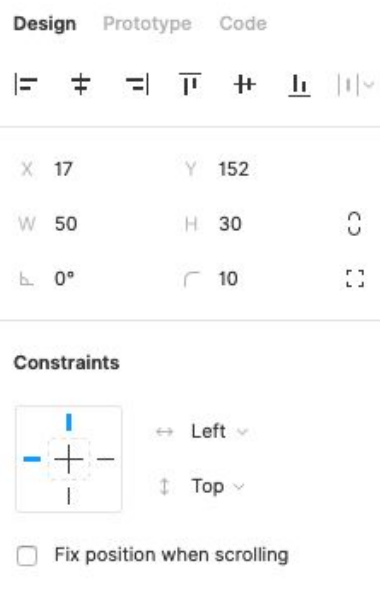 Design Prototype Code
X 17 Y 152
W 50 H 30
0° 10
Constraints
Left
Top
Fix position when scrolling